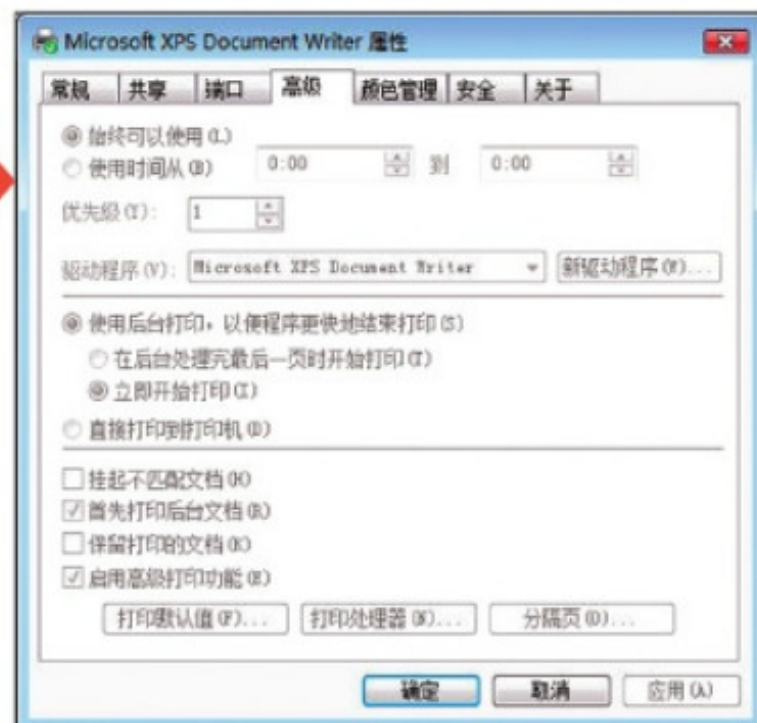 Microsoft XPS Document Writer 属性
常规 共享 端口 高级 颜色管理 安全 关于
始终可以使用(L)
使用时间从(B) 0:00 到 0:00
优先级(Y): 1
驱动程序(V): Microsoft XPS Document Writer 新驱动程序(W)...
使用后台打印，以便程序更快地结束打印(S)
在后台处理完最后一页时开始打印(T)
立即开始打印(I)
直接打印到打印机(D)
挂起不匹配文档(H)
首先打印后台文档(R)
保留打印的文档(K)
启用高级打印功能(E)
打印默认值(F)... 打印处理器(N)... 分隔页(O)...
确定 取消 应用(A)